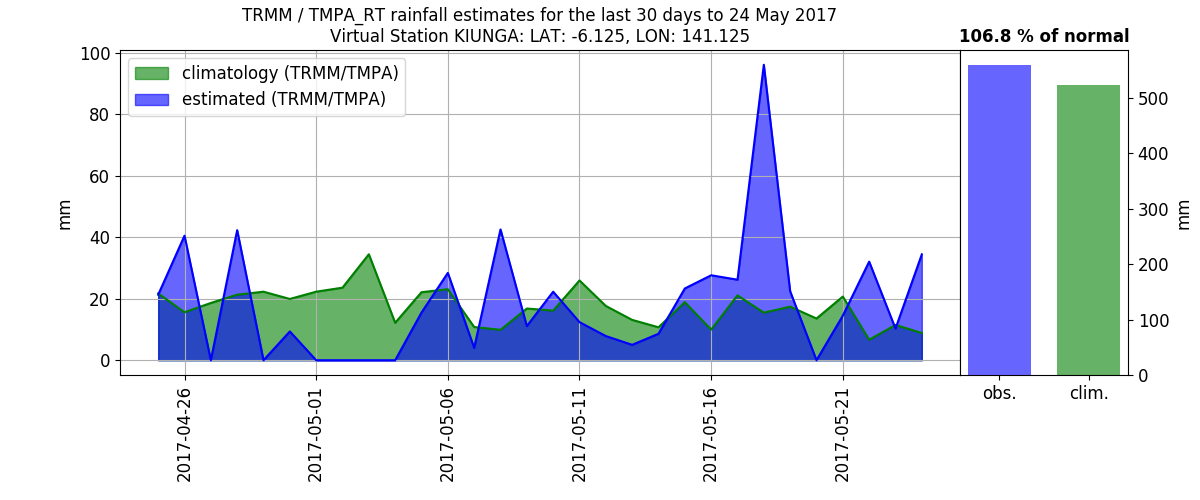 TRMM / TMPA_RT rainfall estimates for the last 30 days to 24 May 2017
Virtual Station KIUNGA: LAT: -6.125, LON: 141.125
106.8 % of normal
climatology (TRMM/TMPA)
estimated (TRMM/TMPA)
mm
100
80
60
40
20
0
2017-04-26
2017-05-01
2017-05-06
2017-05-11
2017-05-16
2017-05-21
500
400
300
200
100
0
mm
obs.
clim.